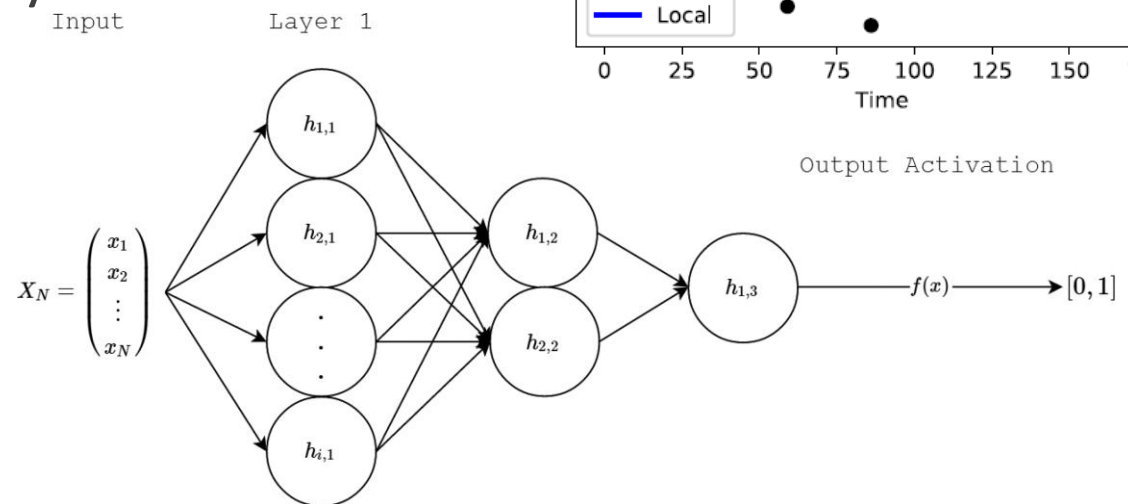 Input
Layer 1
Local
0 25 50 75 100 125 150
Time
Output Activation
h1,1
h2,1
.
.
.
hi,1
XN =
x1
x2
⋮
xN
h1,2
h2,2
h1,3
f(x)
[0, 1]